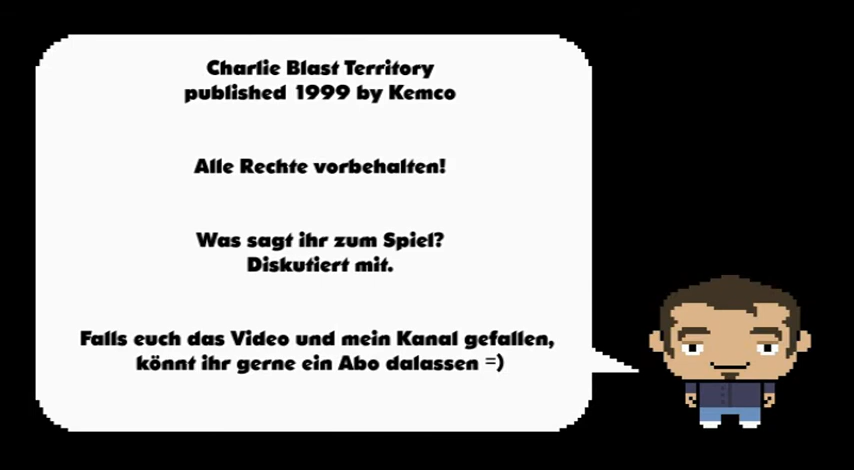 Charlie Blast Territory
published 1999 by Kemco
Alle Rechte vorbehalten!
Was sagt ihr zum Spiel?
Diskutiert mit.
Falls euch das Video und mein Kanal gefallen,
könnt ihr gerne ein Abo dalassen =)